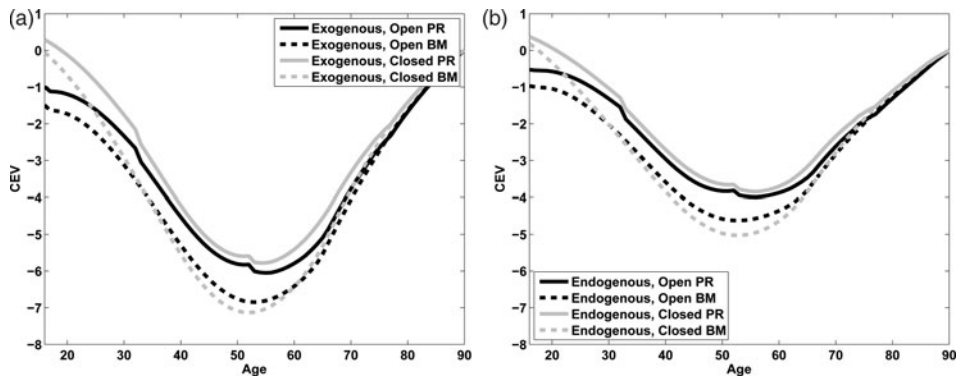 (a)
Exogenous, Open PR
Exogenous, Open BM
Exogenous, Closed PR
Exogenous, Closed BM
CEV
1
0
−1
−2
−3
−4
−5
−6
−7
−8
20 30 40 50 60 70 80 90
Age
(b)
CEV
1
0
−1
−2
−3
−4
−5
−6
−7
−8
Endogenous, Open PR
Endogenous, Open BM
Endogenous, Closed PR
Endogenous, Closed BM
20 30 40 50 60 70 80 90
Age